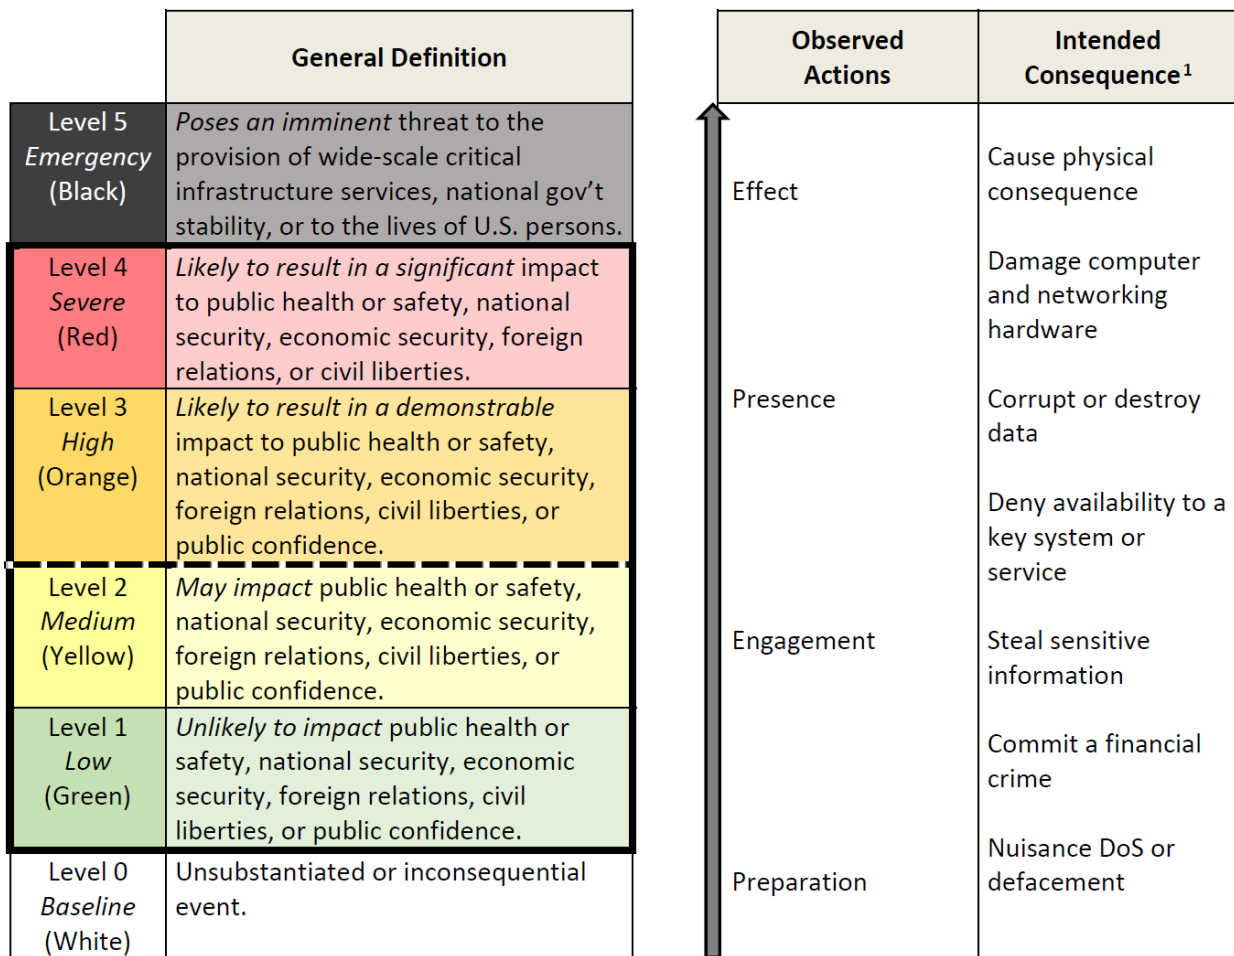 General Definition
Level 5
Emergency
(Black)
Poses an imminent threat to the
provision of wide-scale critical
infrastructure services, national gov’t
stability, or to the lives of U.S. persons.
Level 4
Severe
(Red)
Likely to result in a significant impact
to public health or safety, national
security, economic security, foreign
relations, or civil liberties.
Level 3
High
(Orange)
Likely to result in a demonstrable
impact to public health or safety,
national security, economic security,
foreign relations, civil liberties, or
public confidence.
Level 2
Medium
(Yellow)
May impact public health or safety,
national security, economic security,
foreign relations, civil liberties, or
public confidence.
Level 1
Low
(Green)
Unlikely to impact public health or
safety, national security, economic
security, foreign relations, civil
liberties, or public confidence.
Level 0
Baseline
(White)
Unsubstantiated or inconsequential
event.
Observed
Actions
Intended
Consequence¹
Effect
Presence
Engagement
Preparation
Cause physical
consequence
Damage computer
and networking
hardware
Corrupt or destroy
data
Deny availability to a
key system or
service
Steal sensitive
information
Commit a financial
crime
Nuisance DoS or
defacement